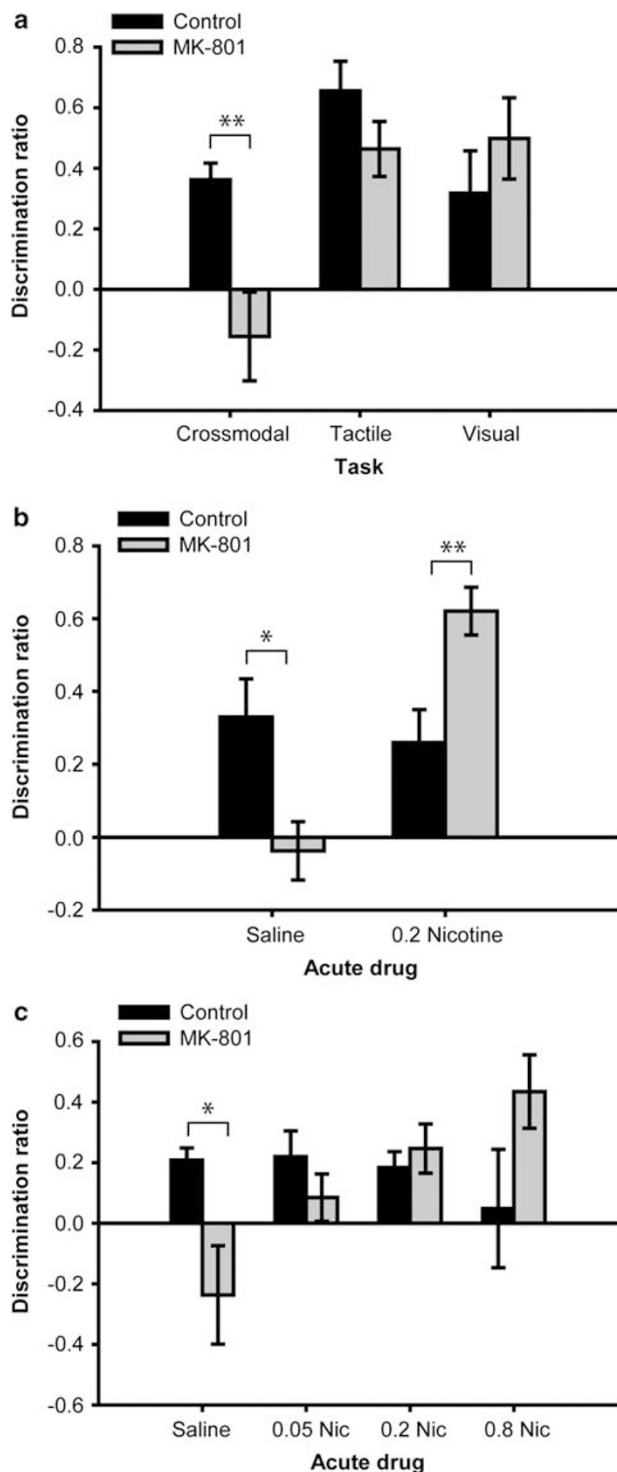 a
Control
MK-801
Discrimination ratio
0.8
0.6
0.4
0.2
0.0
-0.2
-0.4
**
Crossmodal Tactile Visual
Task
b
Control
MK-801
Discrimination ratio
0.8
0.6
0.4
0.2
0.0
-0.2
*
**
Saline 0.2 Nicotine
Acute drug
c
Control
MK-801
Discrimination ratio
0.6
0.4
0.2
0.0
-0.2
-0.4
-0.6
*
Saline 0.05 Nic 0.2 Nic 0.8 Nic
Acute drug